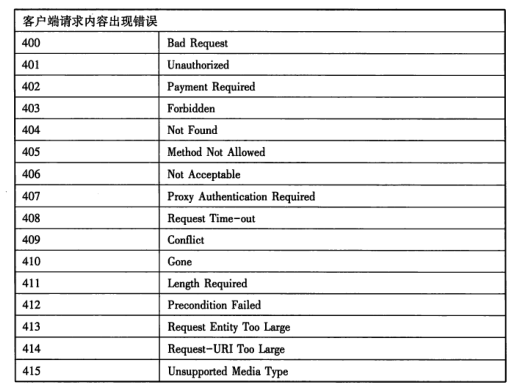 客户端请求内容出现错误
400 Bad Request
401 Unauthorized
402 Payment Required
403 Forbidden
404 Not Found
405 Method Not Allowed
406 Not Acceptable
407 Proxy Authentication Required
408 Request Time-out
409 Conflict
410 Gone
411 Length Required
412 Precondition Failed
413 Request Entity Too Large
414 Request-URI Too Large
415 Unsupported Media Type